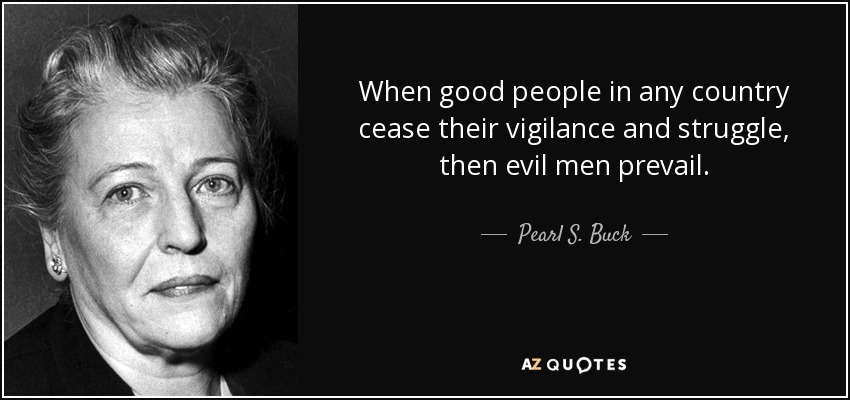 When good people in any country
cease their vigilance and struggle,
then evil men prevail.
Pearl S. Buck
AZ QUOTES